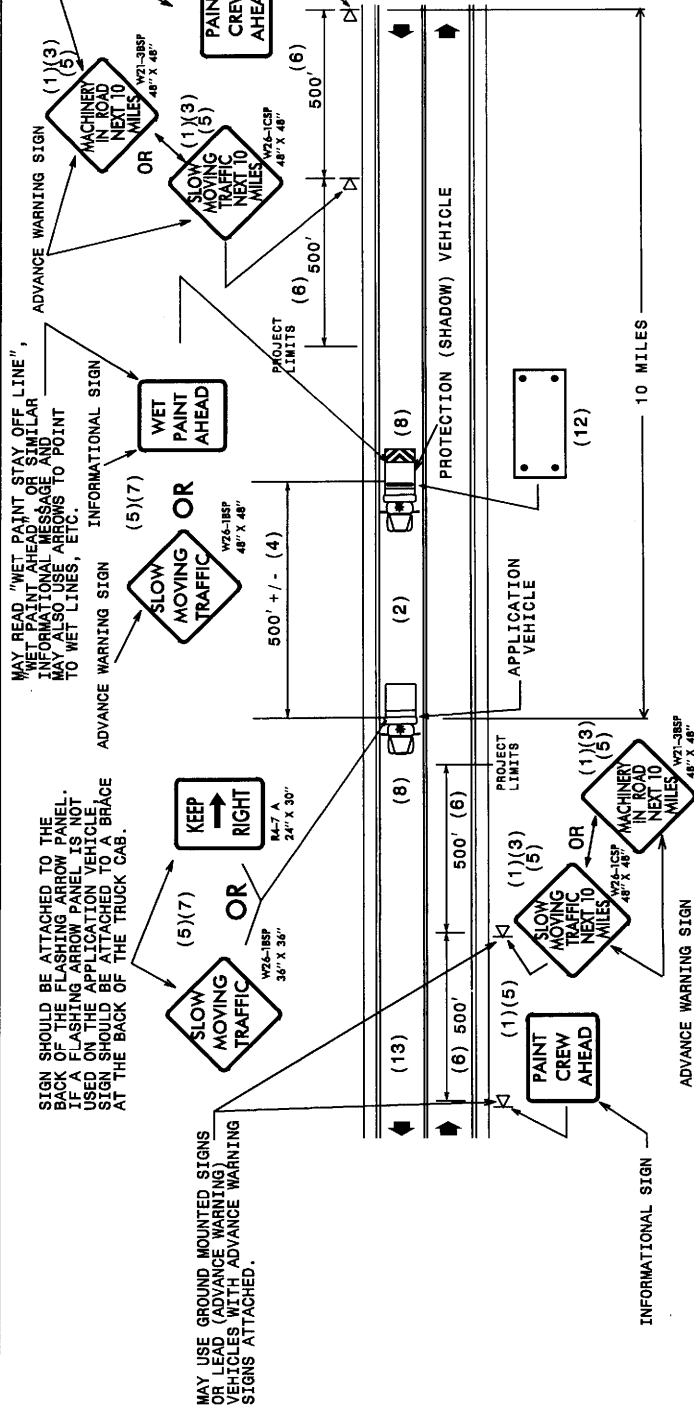 SIGN SHOULD BE ATTACHED TO THE
BACK OF THE FLASHING ARROW PANEL.
IF A FLASHING ARROW PANEL IS NOT
USED ON THE APPLICATION VEHICLE,
SIGN SHOULD BE ATTACHED TO A BRACE
AT THE BACK OF THE TRUCK CAB.
MAY READ "WET PAINT STAY OFF LINE",
"WET PAINT AHEAD" OR SIMILAR
INFORMATIONAL MESSAGE AND
MAY ALSO USE ARROWS TO POINT
TO WET LINES, ETC.
MAY USE GROUND MOUNTED SIGNS
OR LEAD (ADVANCE WARNING)
VEHICLES WITH ADVANCE WARNING
SIGNS ATTACHED.
SLOW
MOVING
TRAFFIC
W26-1BSP
36" X 36"
(5)(7)
OR
KEEP
RIGHT
R4-7 A
24" X 30"
ADVANCE WARNING SIGN
SLOW
MOVING
TRAFFIC
W26-1BSP
48" X 48"
(5)(7)
OR
INFORMATIONAL SIGN
WET
PAINT
AHEAD
ADVANCE WARNING SIGN
MACHINERY
IN ROAD
NEXT 10
MILES
(1)(3)
(5)
W21-3BSP
48" X 48"
OR
SLOW
MOVING
TRAFFIC
NEXT 10
MILES
(1)(3)
(5)
W26-1CSP
48" X 48"
PROJECT
LIMITS
(6) 500'
500' (6)
500' +/- (4)
(13)
(8)
(2)
(8)
APPLICATION
VEHICLE
PROTECTION (SHADOW) VEHICLE
(12)
10 MILES
(6) 500'
500' (6)
PROJECT
LIMITS
(1)(5)
PAINT
CREW
AHEAD
INFORMATIONAL SIGN
(1)(3)
(5)
SLOW
MOVING
TRAFFIC
NEXT 10
MILES
W26-1CSP
48" X 48"
OR
(1)(3)
(5)
MACHINERY
IN ROAD
NEXT 10
MILES
W21-3BSP
48" X 48"
ADVANCE WARNING SIGN